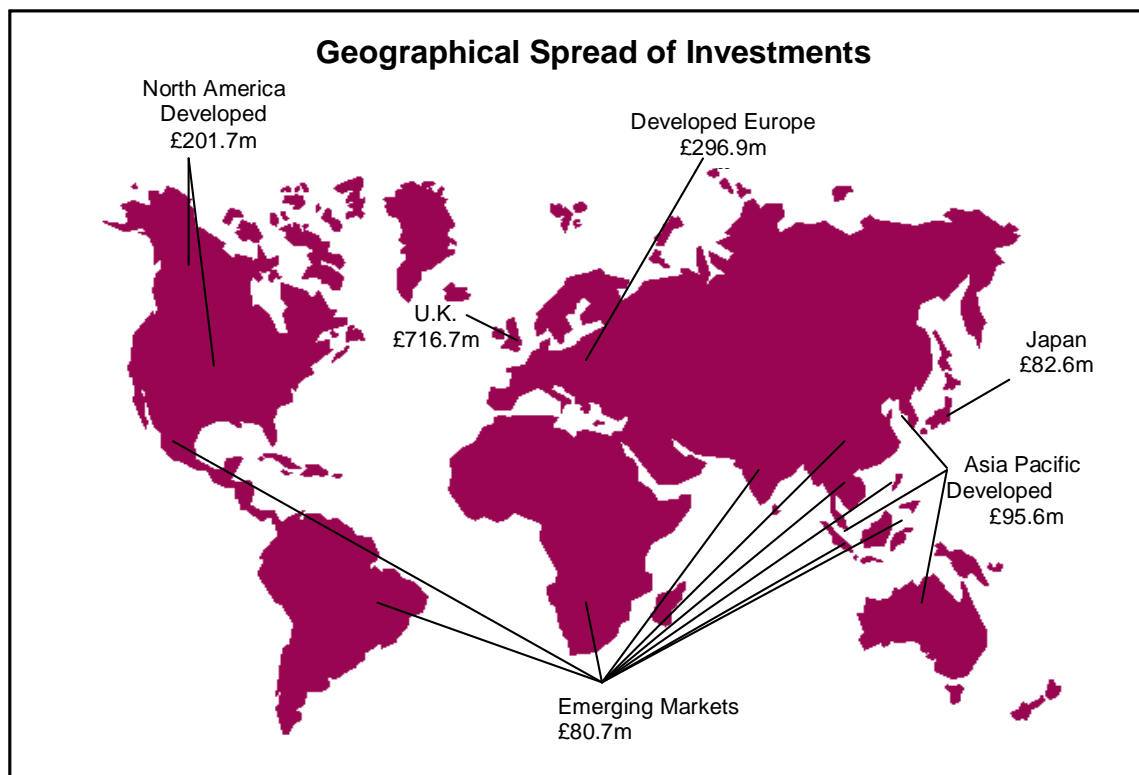 Geographical Spread of Investments
North America
Developed
£201.7m
Developed Europe
£296.9m
U.K.
£716.7m
Japan
£82.6m
Asia Pacific
Developed
£95.6m
Emerging Markets
£80.7m